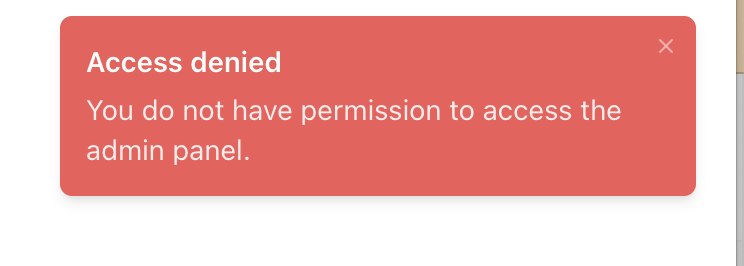 Access denied
You do not have permission to access the
admin panel.